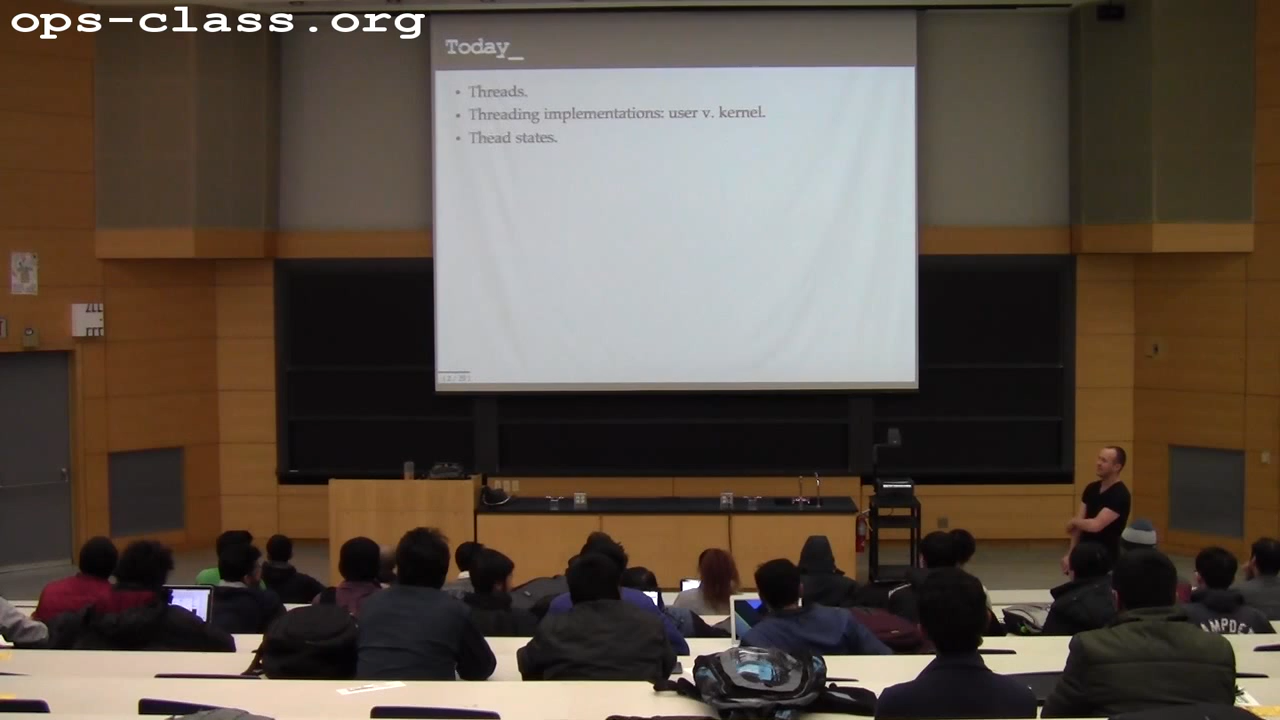 ops-class.org
Today_
• Threads.
• Threading implementations: user v. kernel.
• Thead states.